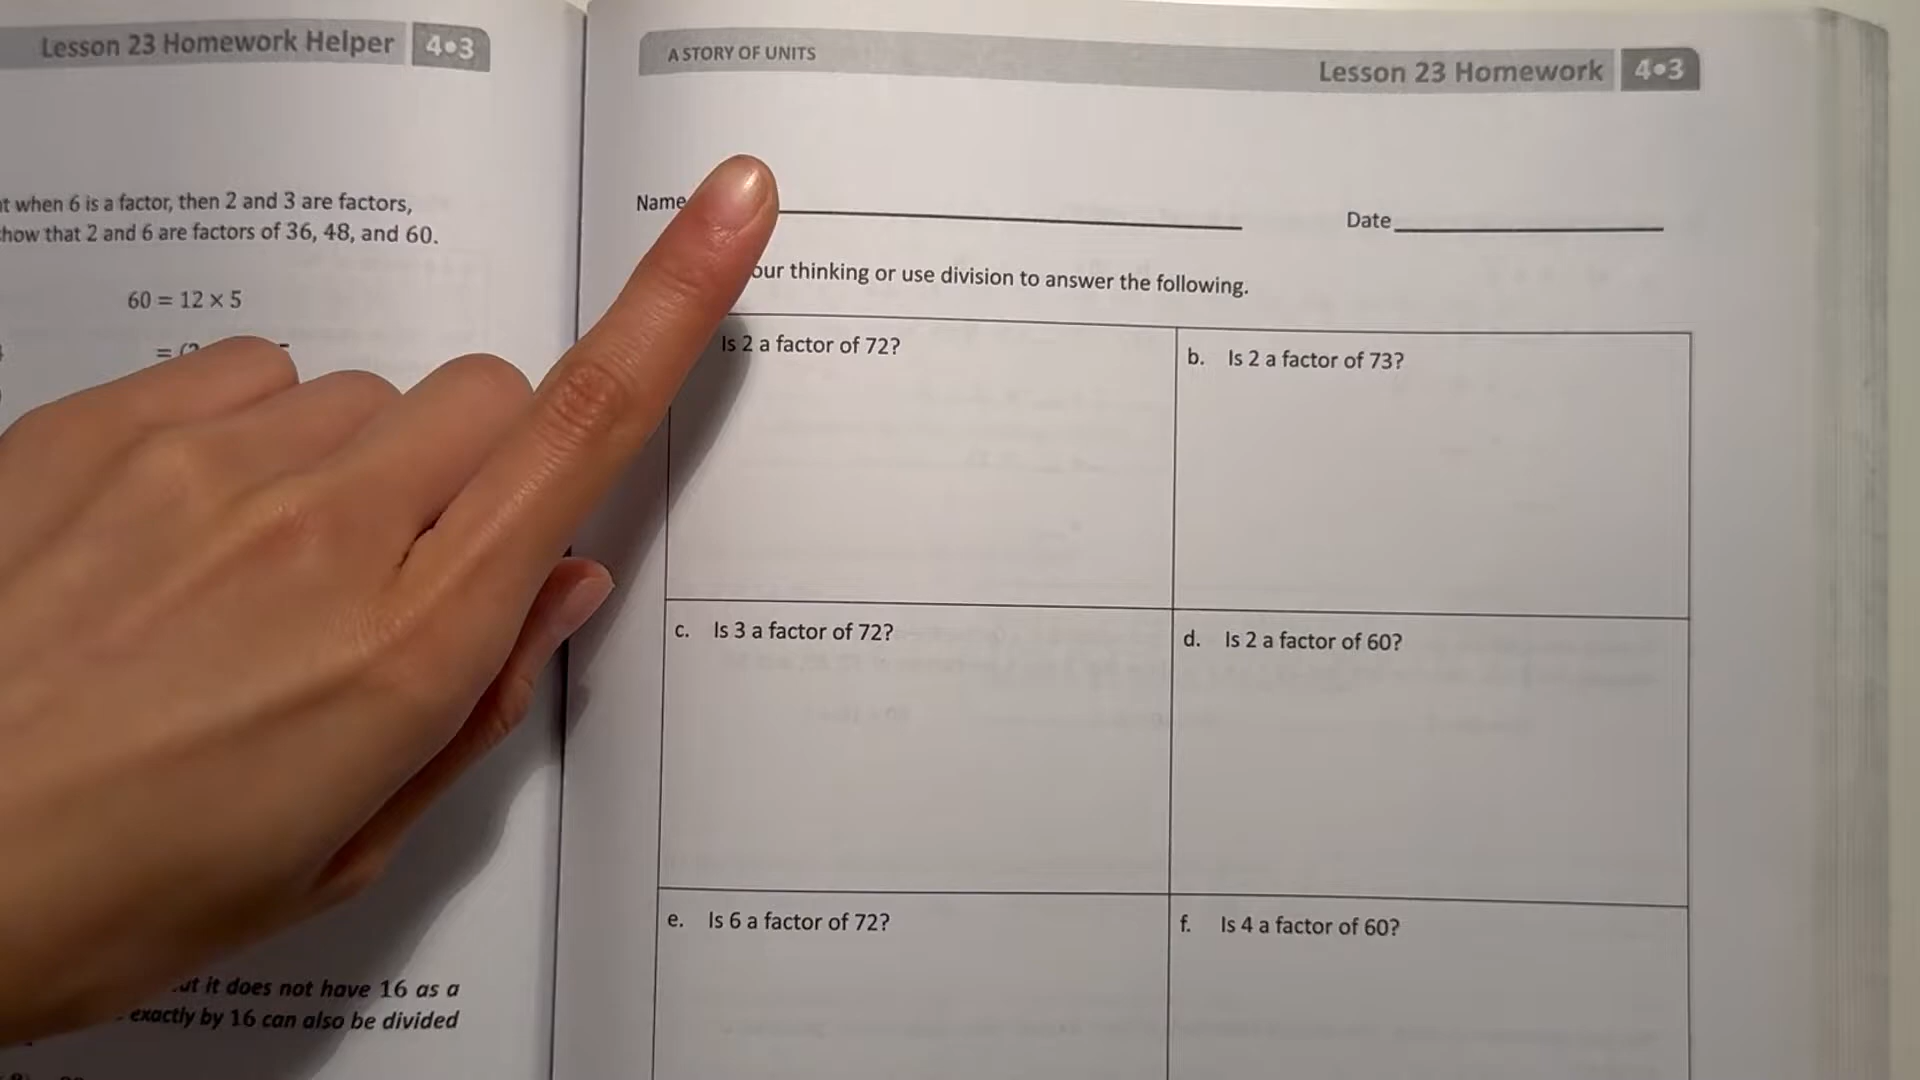 Lesson 23 Homework Helper 4•3
when 6 is a factor, then 2 and 3 are factors,
how that 2 and 6 are factors of 36, 48, and 60.
60 = 12 × 5
= (2
it does not have 16 as a
exactly by 16 can also be divided
A STORY OF UNITS
Lesson 23 Homework 4•3
Name
Date
our thinking or use division to answer the following.
Is 2 a factor of 72?
b. Is 2 a factor of 73?
c. Is 3 a factor of 72?
d. Is 2 a factor of 60?
e. Is 6 a factor of 72?
f. Is 4 a factor of 60?